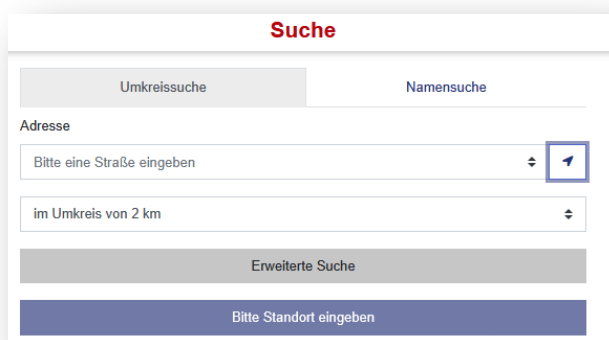 Suche
Umkreissuche
Namensuche
Adresse
Bitte eine Straße eingeben
im Umkreis von 2 km
Erweiterte Suche
Bitte Standort eingeben